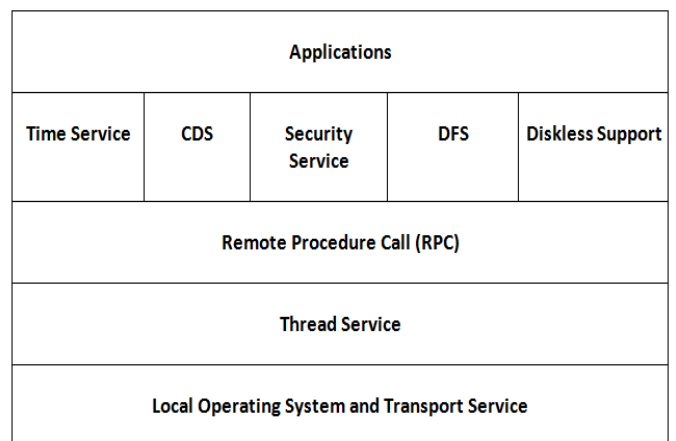 Applications
Time Service
CDS
Security
Service
DFS
Diskless Support
Remote Procedure Call (RPC)
Thread Service
Local Operating System and Transport Service